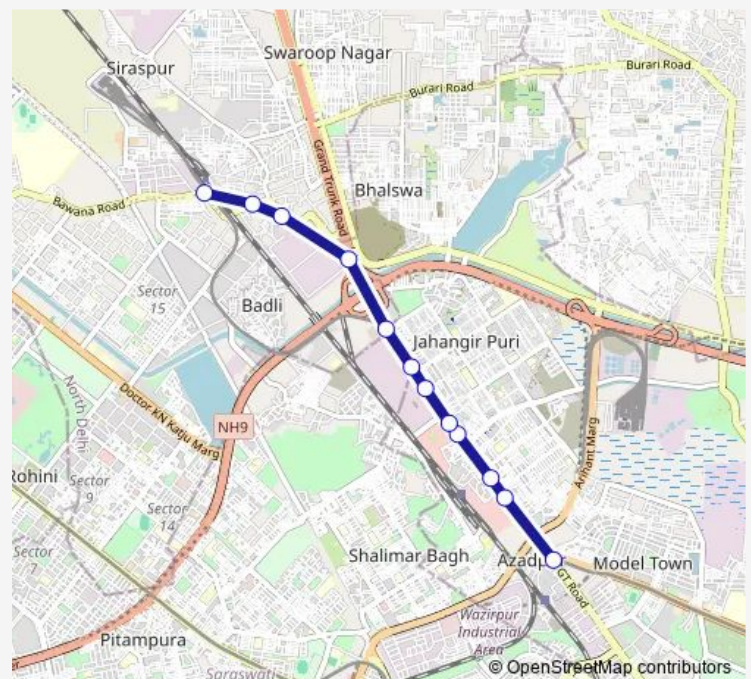 Swaroop Nagar
Siraspur
Burari Road
Burari Road
Grand Trunk Road
Bhalswa
Bawana Road
Sector
15
Badli
Jahangir Puri
North Delhi
Doctor KN Katju Marg
NH9
Arihant Marg
Rohini
Sector
9
Sector
14
Sector
7
Shalimar Bagh
Model Town
GT Road
Wazirpur
Industrial
Area
Pitampura
Saraswati
© OpenStreetMap contributors